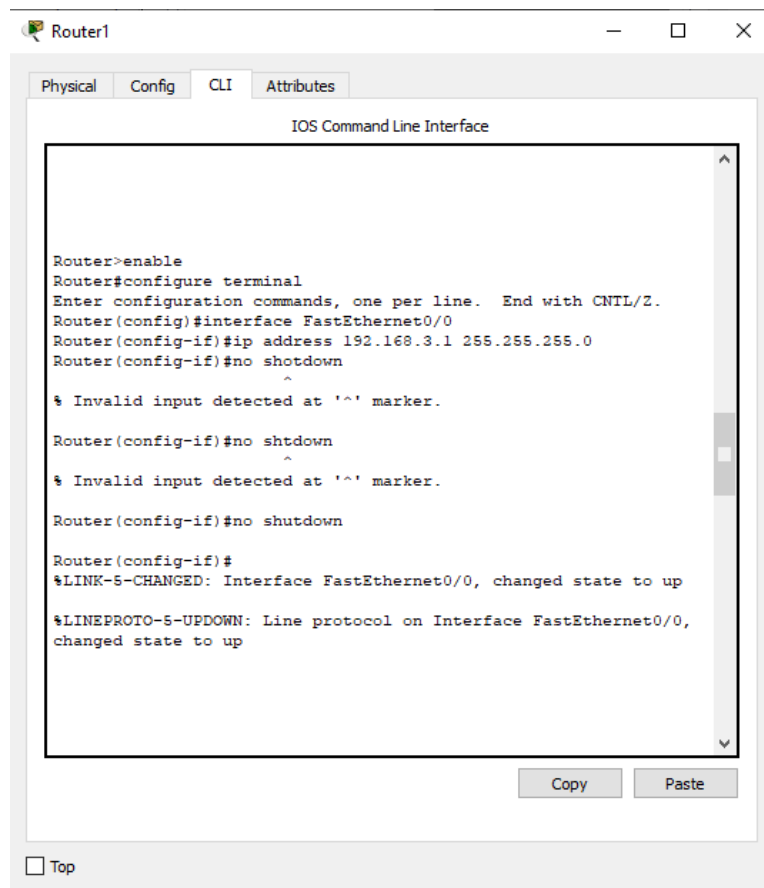 Router1
Physical Config CLI Attributes
IOS Command Line Interface
Router>enable
Router#configure terminal
Enter configuration commands, one per line.  End with CNTL/Z.
Router(config)#interface FastEthernet0/0
Router(config-if)#ip address 192.168.3.1 255.255.255.0
Router(config-if)#no shotdown
^
% Invalid input detected at '^' marker.
Router(config-if)#no shtdown
^
% Invalid input detected at '^' marker.
Router(config-if)#no shutdown
Router(config-if)#
%LINK-5-CHANGED: Interface FastEthernet0/0, changed state to up
%LINEPROTO-5-UPDOWN: Line protocol on Interface FastEthernet0/0,
changed state to up
Copy Paste
Top